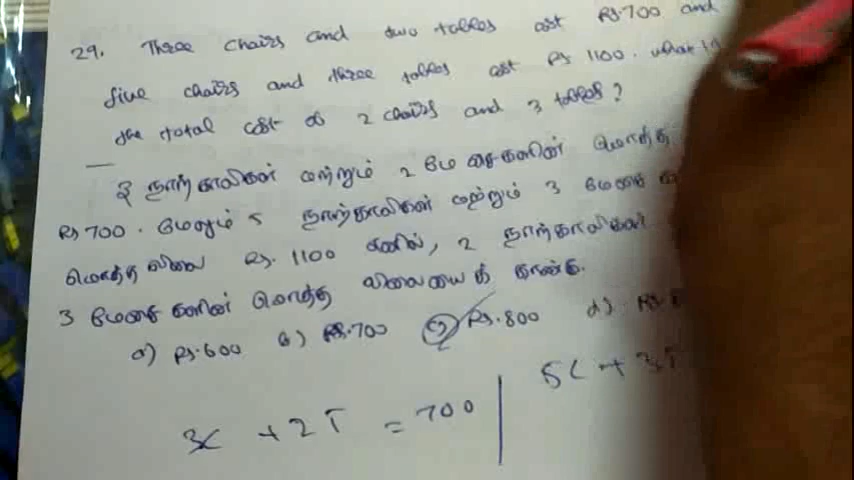 29. Three chairs and two tables cost Rs.700 and
five chairs and three tables cost Rs 1100. what is
the total cost of 2 chairs and 3 tables?
3 நாற்காலிகள் மற்றும் 2 மேசைகளின் மொத்த
Rs 700. மேலும் 5 நாற்காலிகள் மற்றும் 3 மேசை
மொத்த விலை Rs. 1100 எனில், 2 நாற்காலிகள்
3 மேசைகளின் மொத்த விலையைக் காண்க.
a) Rs.600 b) Rs.700 c) Rs.800 d) Rs.
3C + 2T = 700 5C + 3T